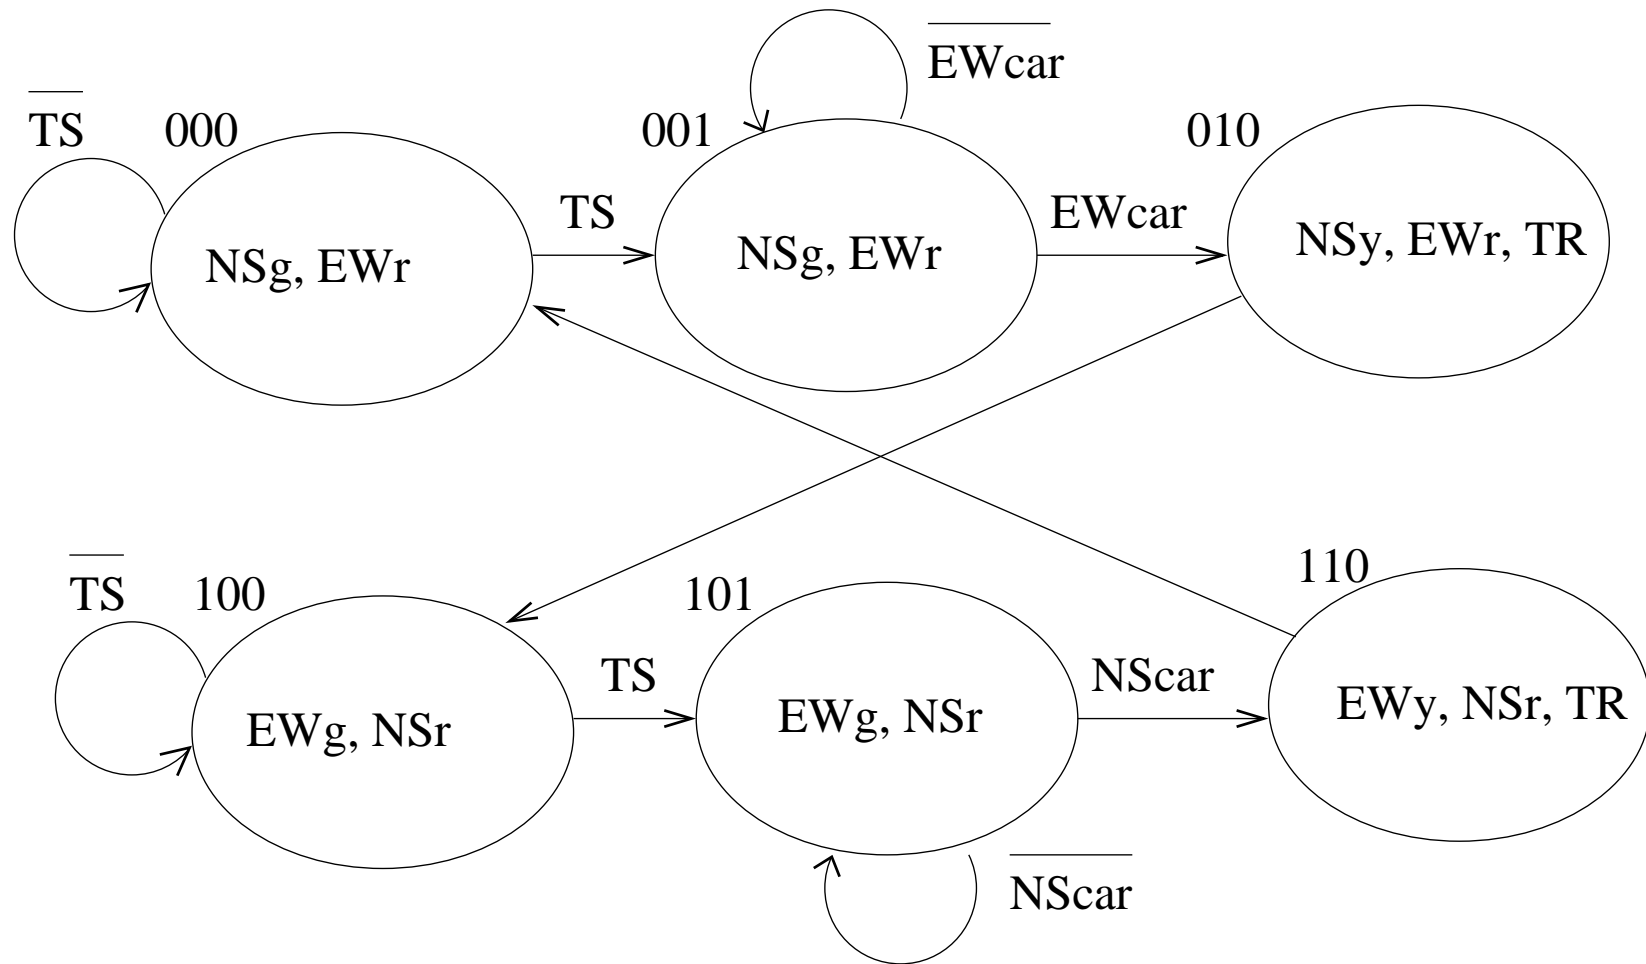 EWcar
TS
000
001
010
TS
EWcar
NSg, EWr
NSg, EWr
NSy, EWr, TR
TS
100
101
110
TS
NScar
EWg, NSr
EWg, NSr
EWy, NSr, TR
NScar